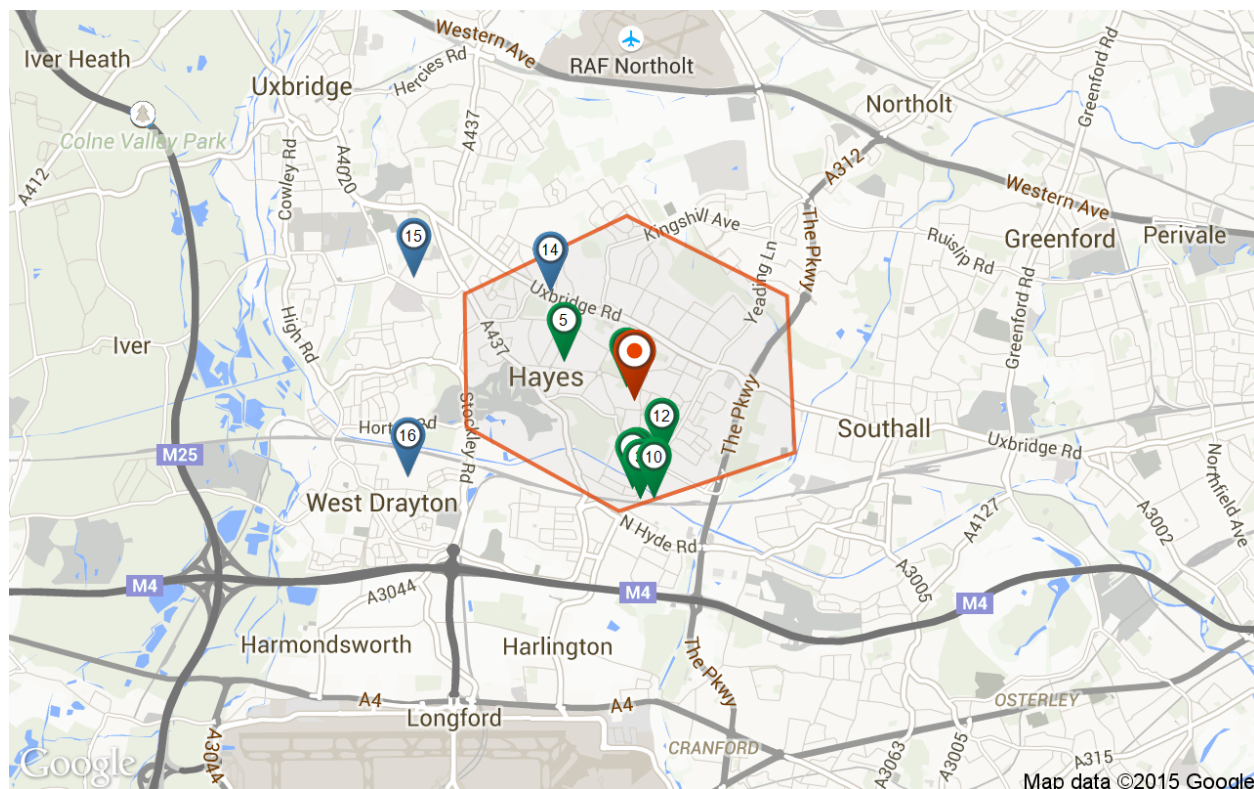 Iver Heath
Western Ave
RAF Northolt
Hercies Rd
Uxbridge
Greenford Rd
Northolt
A437
Colne Valley Park
A4020
Cowley Rd
A312
A412
Western Ave
Kingshill Ave
The Pkwy
Ruislip Rd
Greenford
Perivale
15
14
Yeading Ln
Uxbridge Rd
5
High Rd
A437
Iver
Greenford Rd
Hayes
The Pkwy
Stockley Rd
12
16
Southall
Uxbridge Rd
M25
10
Northfield Ave
West Drayton
A4127
A3002
N Hyde Rd
M4
A3044
M4
A3005
M4
Harmondsworth
Harlington
The Pkwy
A4
A4
OSTERLEY
Longford
A3044
CRANFORD
A3063
A3005
A315
Google
Map data ©2015 Google